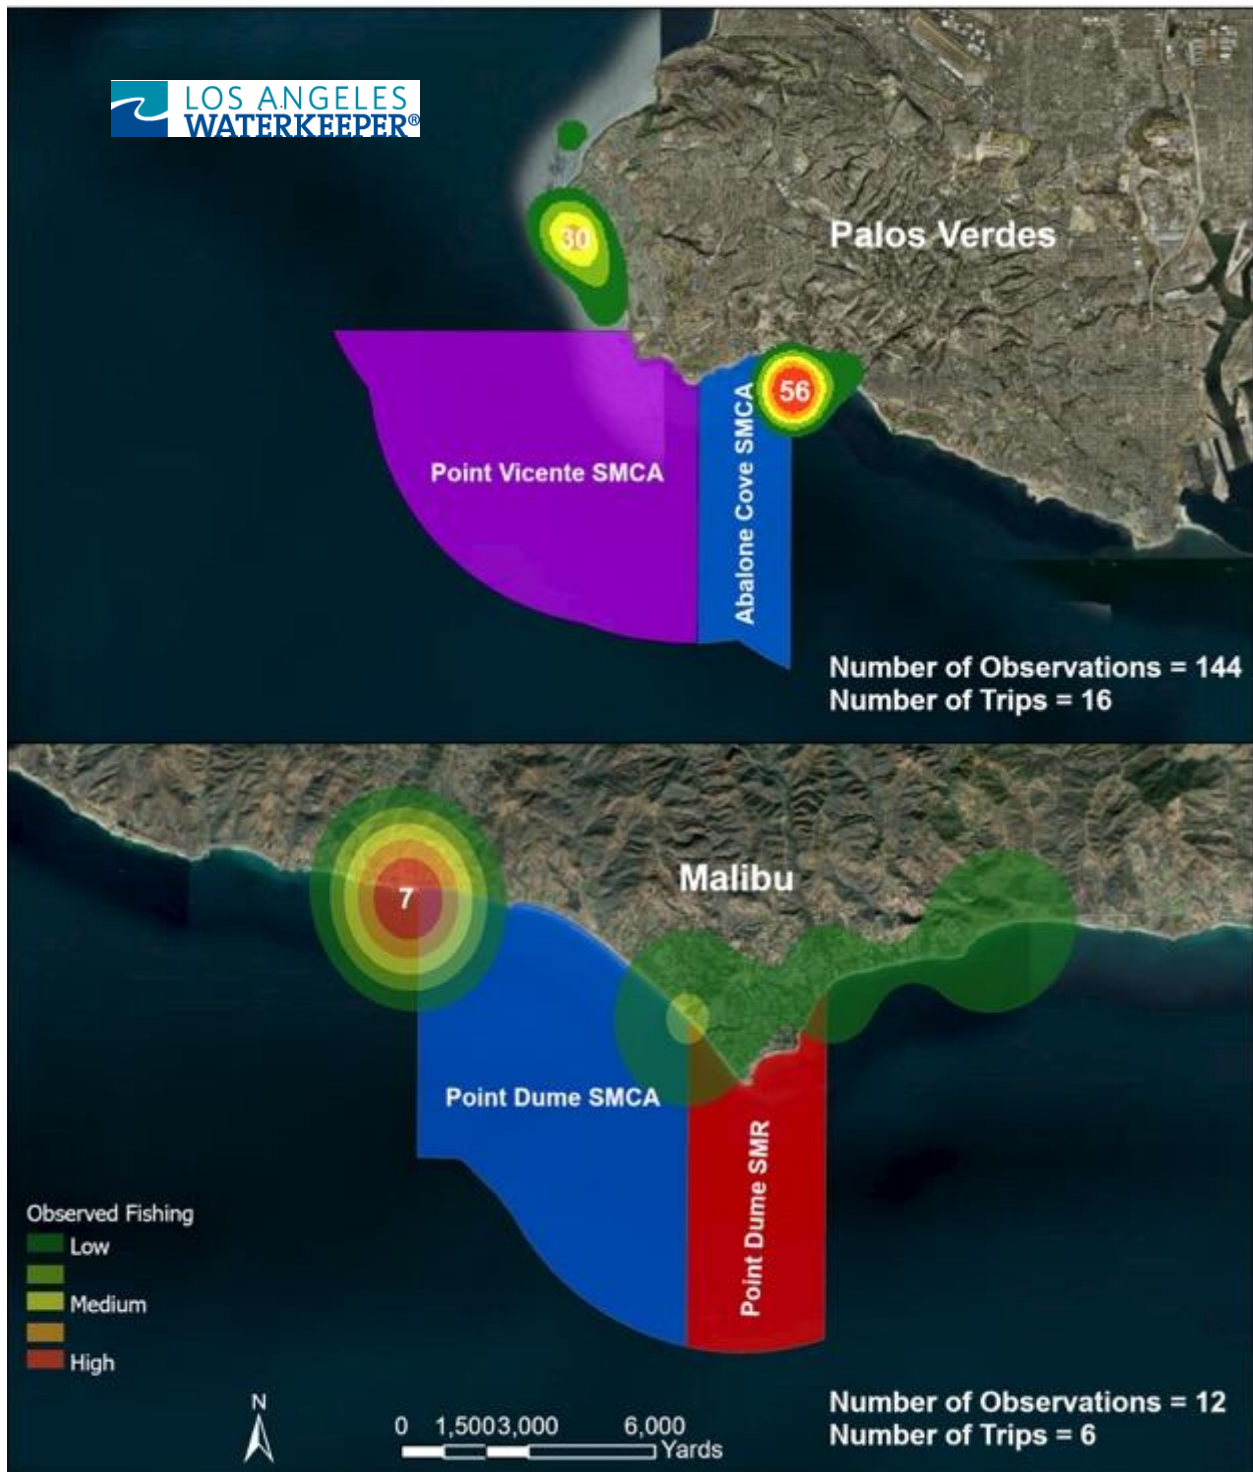 LOS ANGELES
WATERKEEPER®
30
Palos Verdes
56
Point Vicente SMCA
Abalone Cove SMCA
Number of Observations = 144
Number of Trips = 16
Malibu
7
Point Dume SMCA
Point Dume SMR
Observed Fishing
Low
Medium
High
N
0 1,500 3,000 6,000
Yards
Number of Observations = 12
Number of Trips = 6